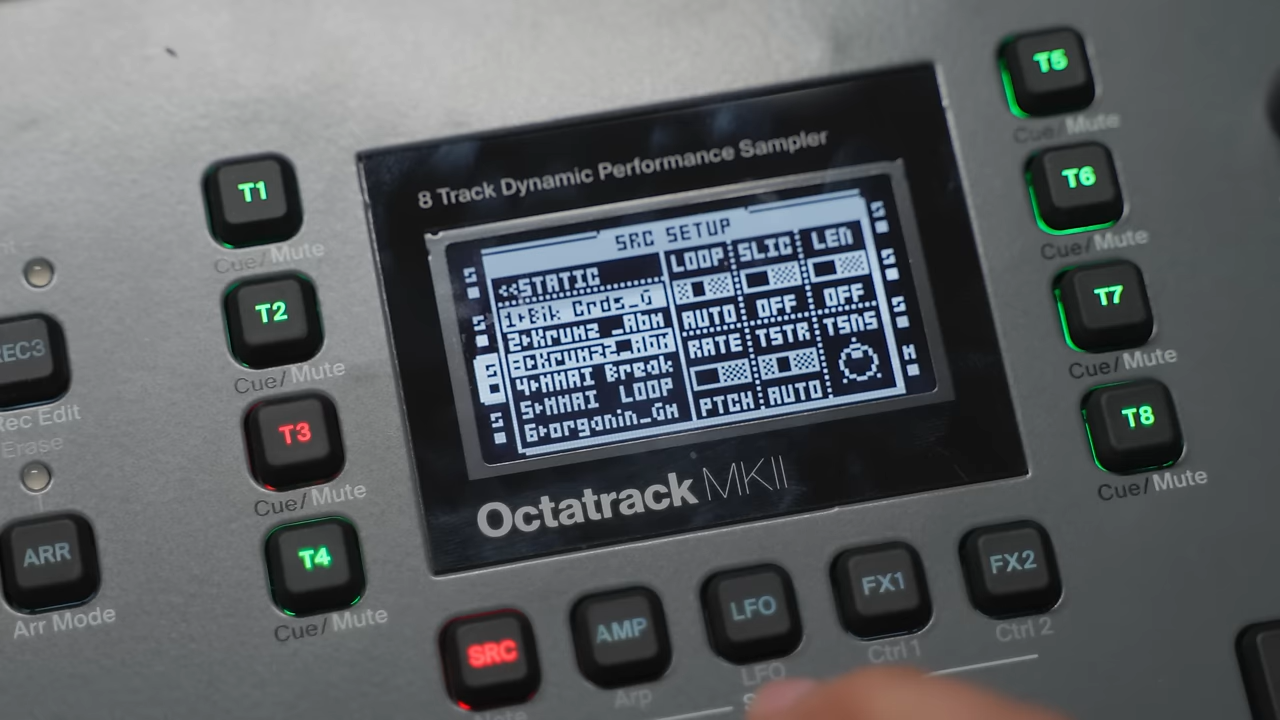 8 Track Dynamic Performance Sampler
SRC SETUP
<<STATIC
1▸Bik Crds_G
2▸Krumz _Abm
3▸Krumzz_Abm
4▸MMAI Break
5▸MMAI LOOP
6▸organin_Gm
LOOP SLIC LEN
AUTO OFF OFF
RATE TSTR TSNS
PTCH AUTO
Octatrack MKII
T1
Cue/Mute
T2
Cue/Mute
T3
Cue/Mute
T4
Cue/Mute
T5
Cue/Mute
T6
Cue/Mute
T7
Cue/Mute
T8
Cue/Mute
REC3
Rec Edit
Erase
ARR
Arr Mode
SRC
AMP
Arp
LFO
LFO
FX1
Ctrl 1
FX2
Ctrl 2